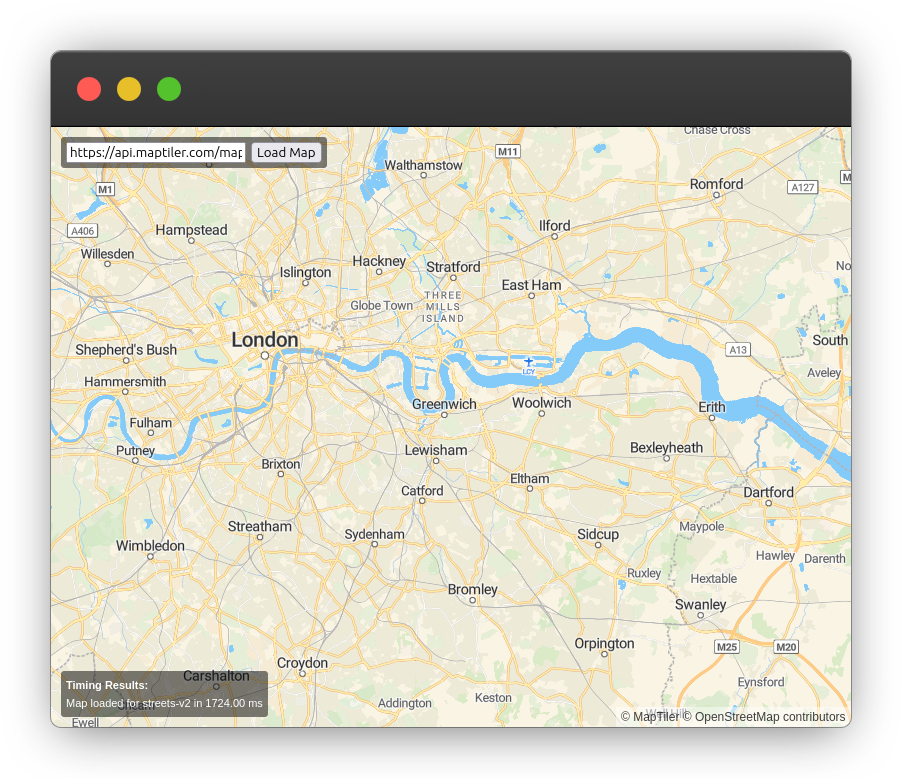 Chase Cross
https://api.maptiler.com/map
Load Map
M11
Walthamstow
Romford
A127
M1
A406
Hampstead
Ilford
Willesden
Hackney
Stratford
Islington
No
East Ham
THREE
MILLS
ISLAND
Globe Town
London
South
Shepherd's Bush
A13
LCY
Aveley
Hammersmith
Greenwich
Woolwich
Erith
Fulham
Putney
Lewisham
Bexleyheath
Brixton
Eltham
Catford
Dartford
Streatham
Maypole
Sydenham
Sidcup
Wimbledon
Hawley
Darenth
Ruxley
Hextable
Bromley
Swanley
Orpington
M25
M20
Croydon
Carshalton
Eynsford
Timing Results:
Map loaded for streets-v2 in 1724.00 ms
Addington
Keston
Ewell
© MapTiler © OpenStreetMap contributors